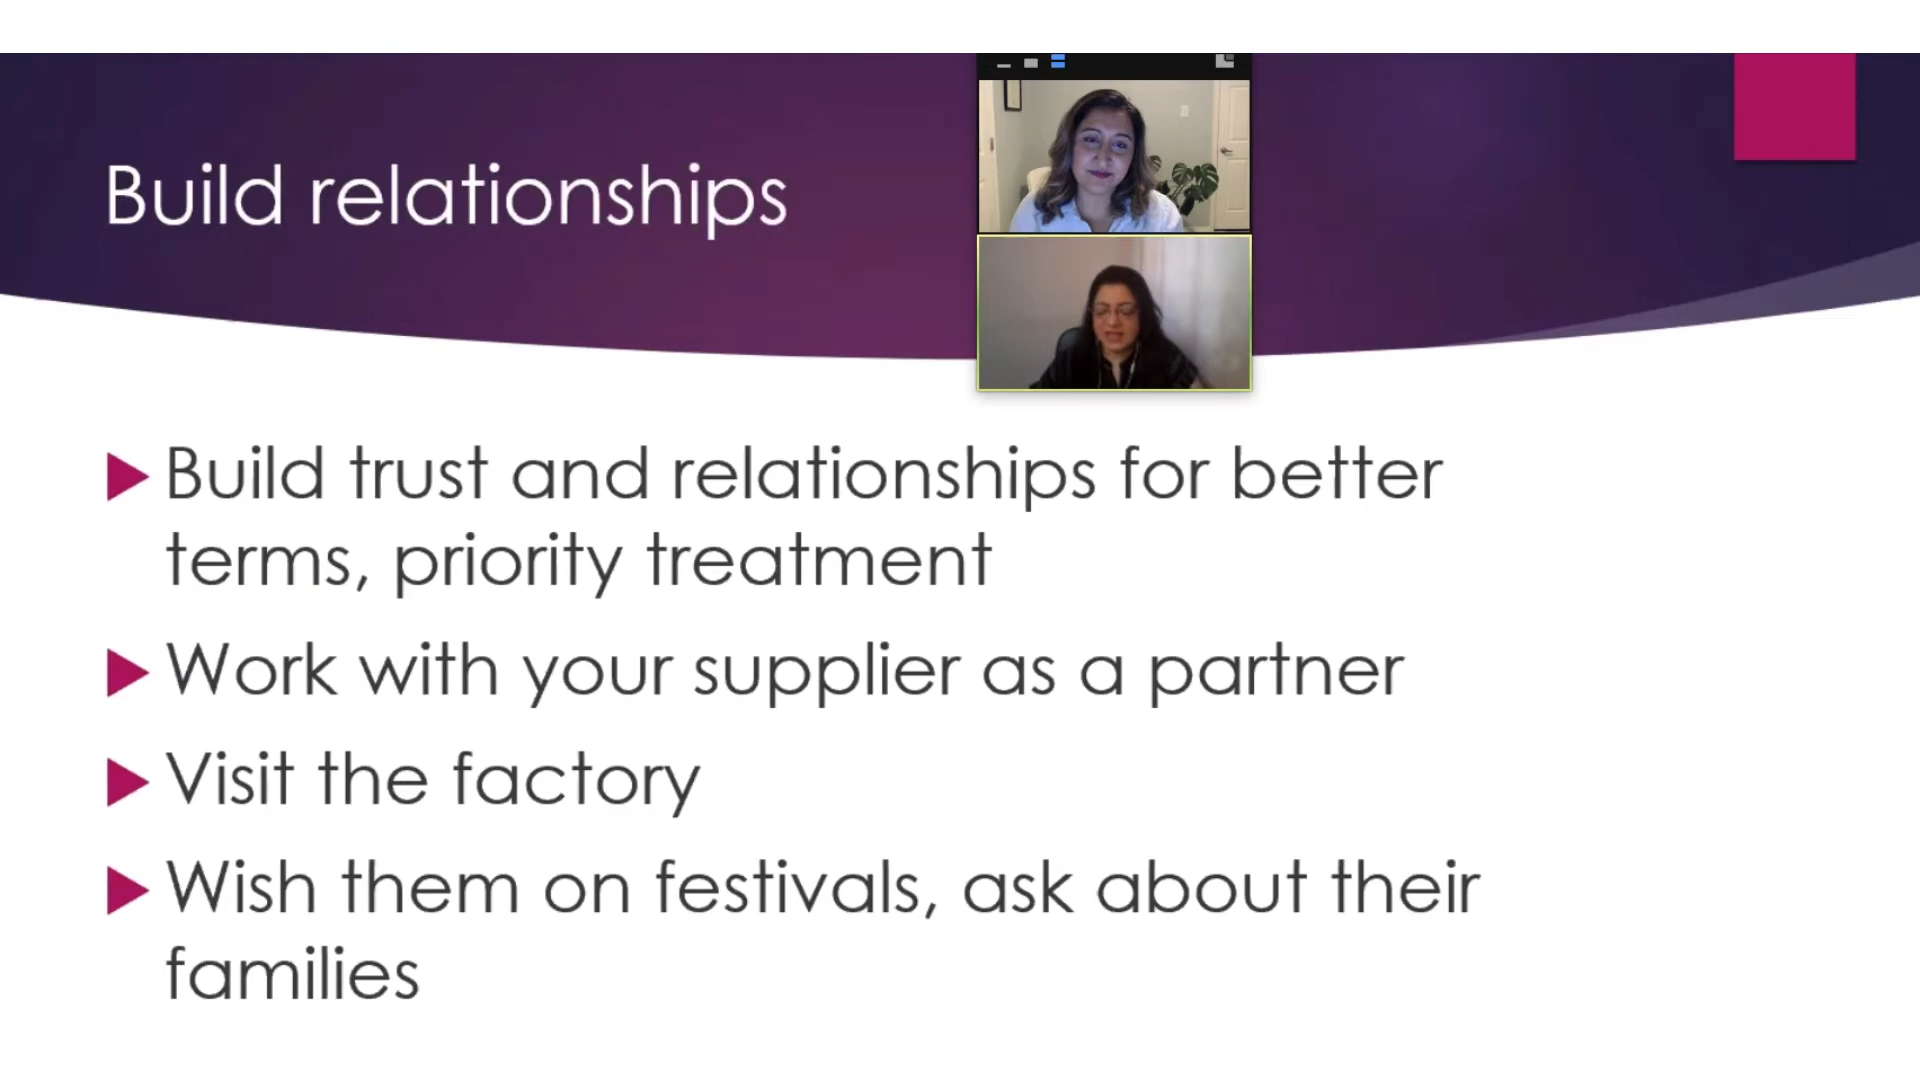 Build relationships
Build trust and relationships for better
terms, priority treatment
Work with your supplier as a partner
Visit the factory
Wish them on festivals, ask about their
families